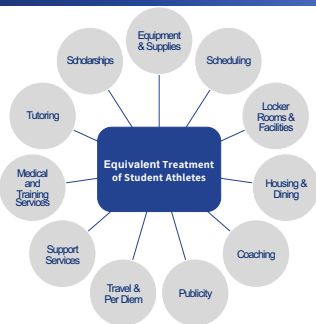 Equipment
& Supplies
Scheduling
Locker
Rooms &
Facilities
Housing &
Dining
Coaching
Publicity
Travel &
Per Diem
Support
Services
Medical
and
Training
Services
Tutoring
Scholarships
Equivalent Treatment
of Student Athletes